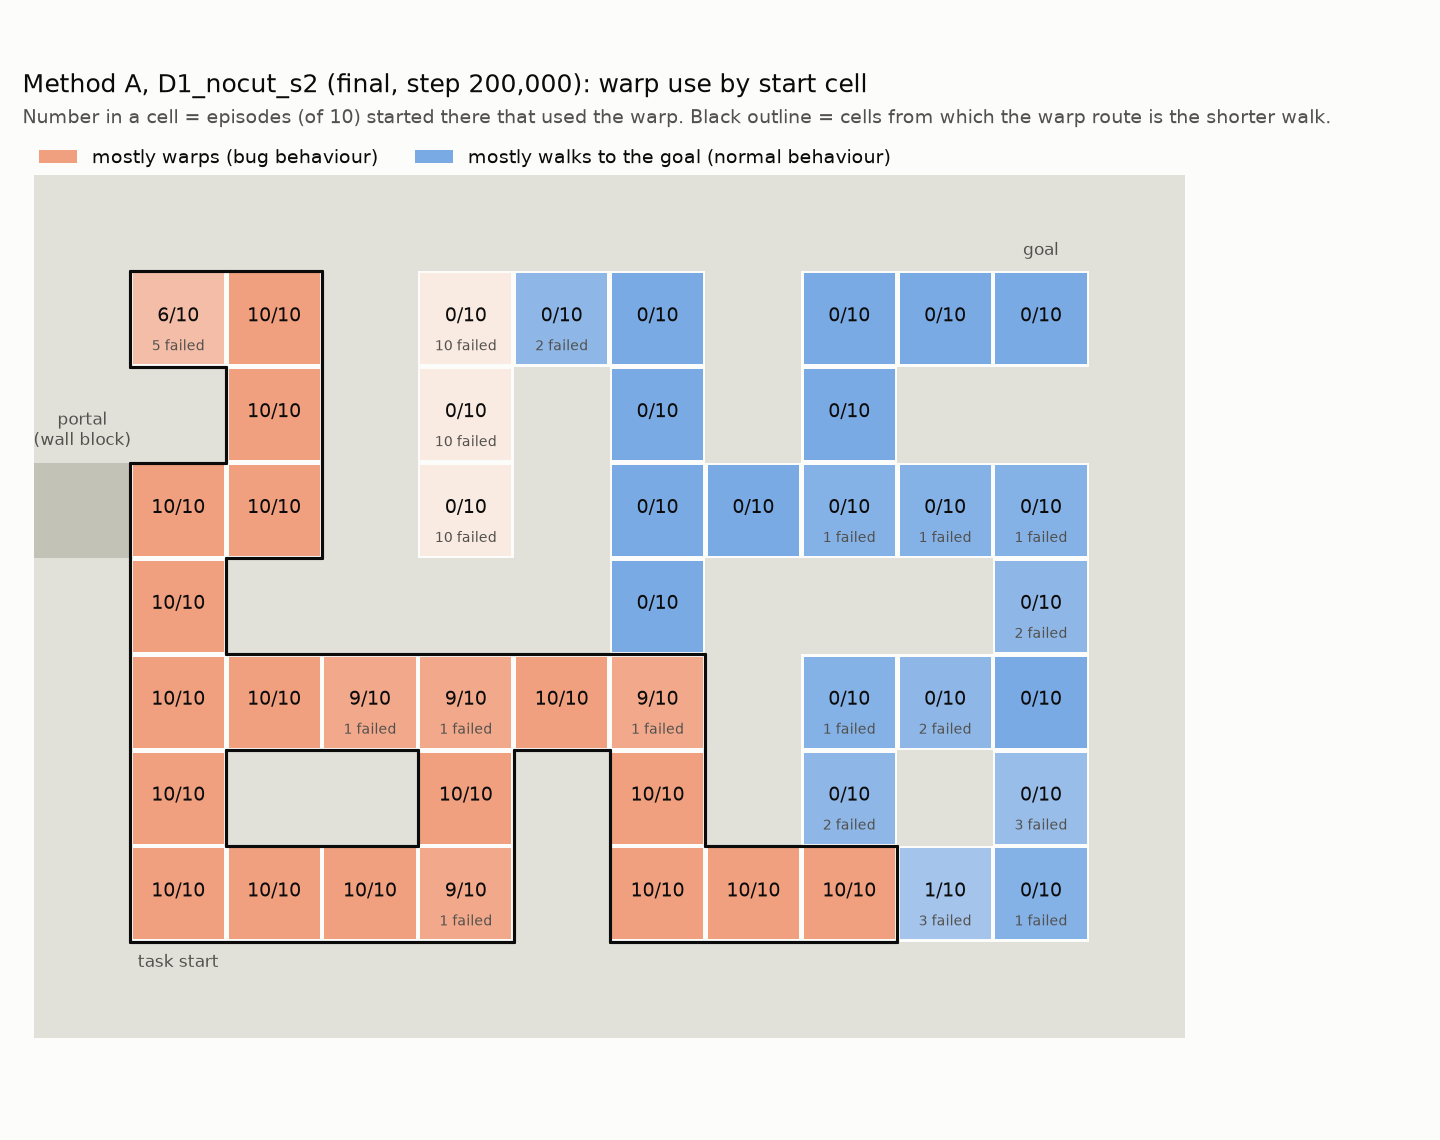 Method A, D1_nocut_s2 (final, step 200,000): warp use by start cell
Number in a cell = episodes (of 10) started there that used the warp. Black outline = cells from which the warp route is the shorter walk.
mostly warps (bug behaviour) mostly walks to the goal (normal behaviour)
goal
6/10 10/10 0/10 0/10 0/10 0/10 0/10 0/10
5 failed 10 failed 2 failed
10/10 0/10 0/10 0/10
portal
(wall block)
10 failed
10/10 10/10 0/10 0/10 0/10 0/10 0/10 0/10
10 failed 1 failed 1 failed 1 failed
10/10 0/10 0/10
2 failed
10/10 10/10 9/10 9/10 10/10 9/10 0/10 0/10 0/10
1 failed 1 failed 1 failed 1 failed 2 failed
10/10 10/10 10/10 0/10 0/10
2 failed 3 failed
10/10 10/10 10/10 9/10 10/10 10/10 10/10 1/10 0/10
1 failed 3 failed 1 failed
task start